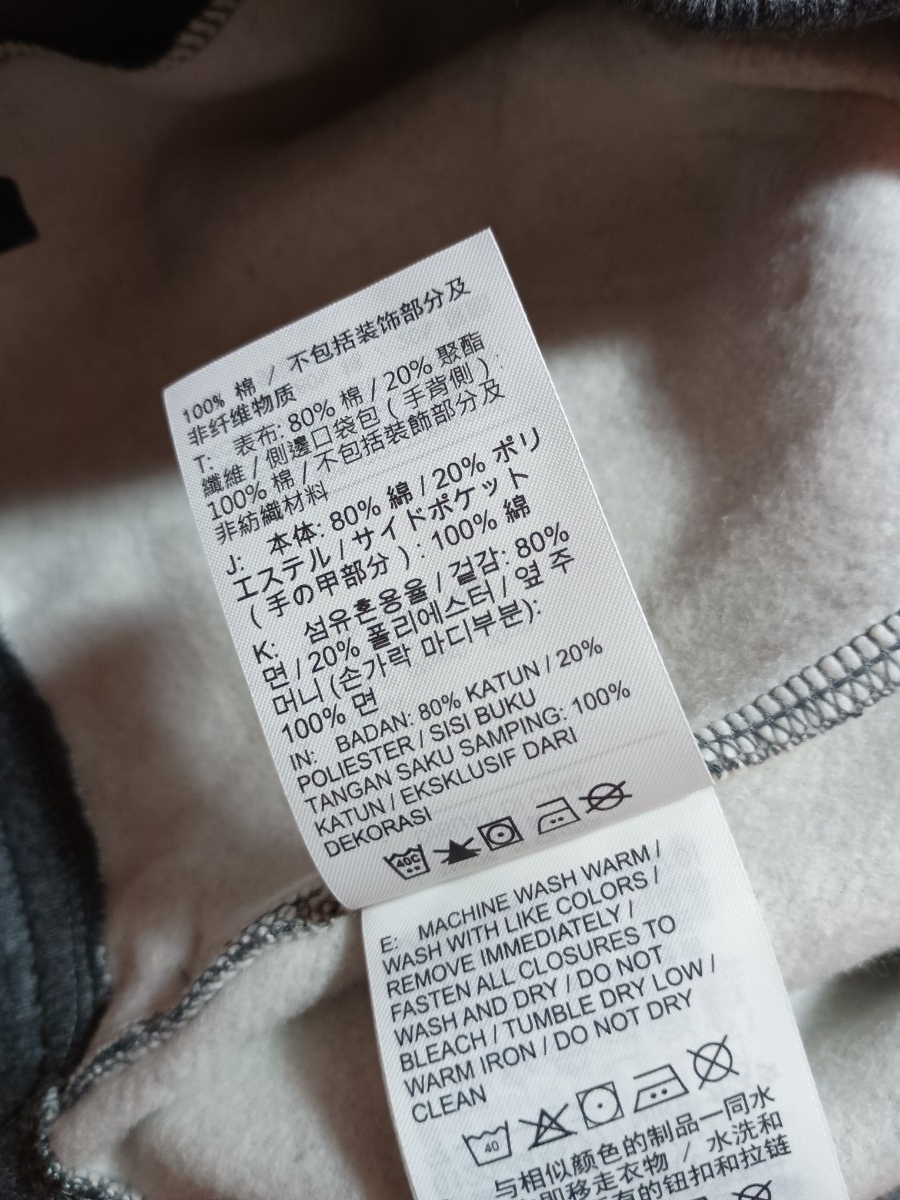 100% 棉 / 不包括装饰部分及
非纤维物质
T: 表布: 80% 棉 / 20% 聚酯
纖維 / 側邊口袋包 ( 手背側 ) :
100% 棉 / 不包括裝飾部分及
非紡織材料
J: 本体: 80% 綿 / 20% ポリ
エステル / サイドポケット
( 手の甲部分 ) : 100% 綿
K: 섬유혼용율 / 겉감: 80%
면 / 20% 폴리에스터 / 옆 주
머니 (손가락 마디부분):
100% 면
IN: BADAN: 80% KATUN / 20%
POLIESTER / SISI BUKU
TANGAN SAKU SAMPING: 100%
KATUN / EKSKLUSIF DARI
DEKORASI
40C
E: MACHINE WASH WARM /
WASH WITH LIKE COLORS /
REMOVE IMMEDIATELY /
FASTEN ALL CLOSURES TO
WASH AND DRY / DO NOT
BLEACH / TUMBLE DRY LOW /
WARM IRON / DO NOT DRY
CLEAN
40
与相似颜色的制品一同水
即移走衣物 / 水洗和
有的钮扣和拉链